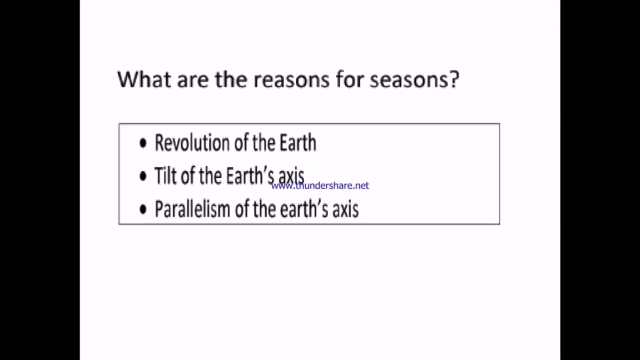 What are the reasons for seasons?
• Revolution of the Earth
• Tilt of the Earth's axis
www.thundershare.net
• Parallelism of the earth's axis